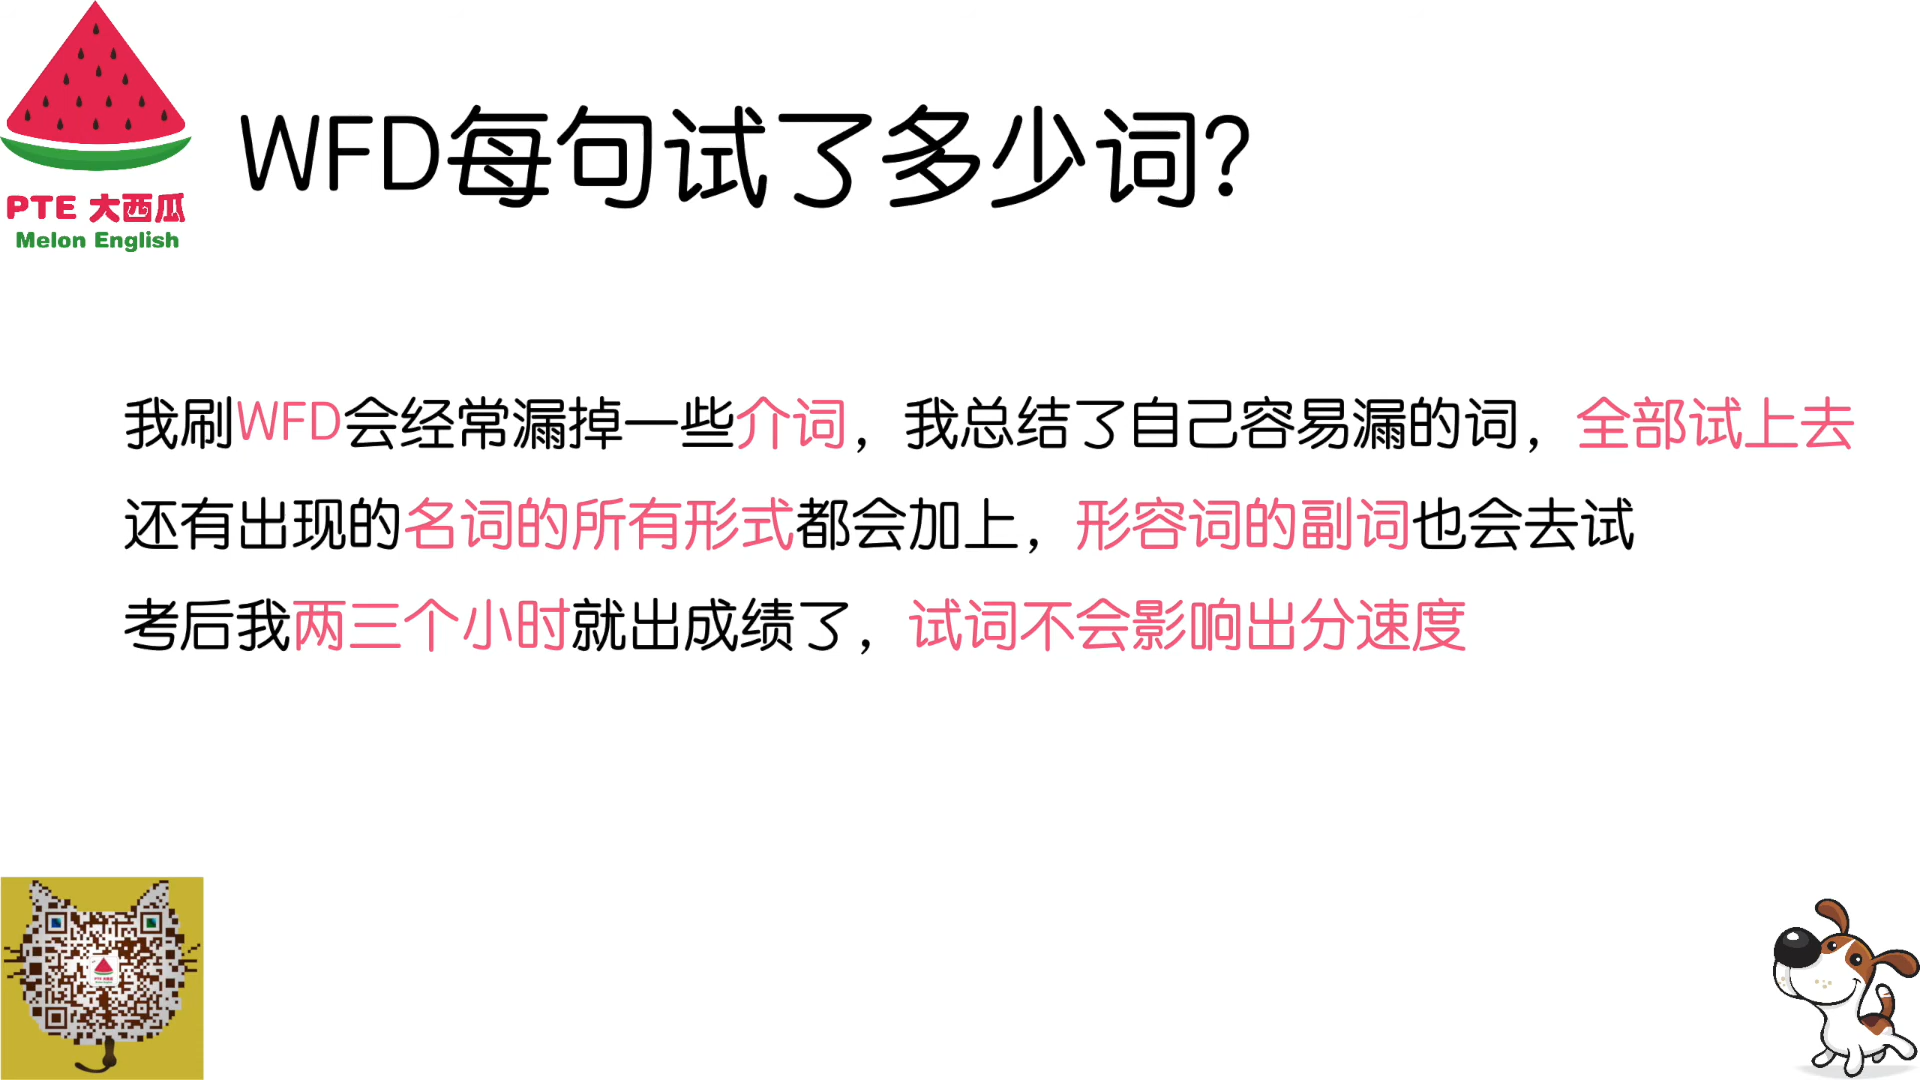 PTE 大西瓜
Melon English
WFD每句试了多少词?
我刷WFD会经常漏掉一些介词，我总结了自己容易漏的词，全部试上去
还有出现的名词的所有形式都会加上，形容词的副词也会去试
考后我两三个小时就出成绩了，试词不会影响出分速度